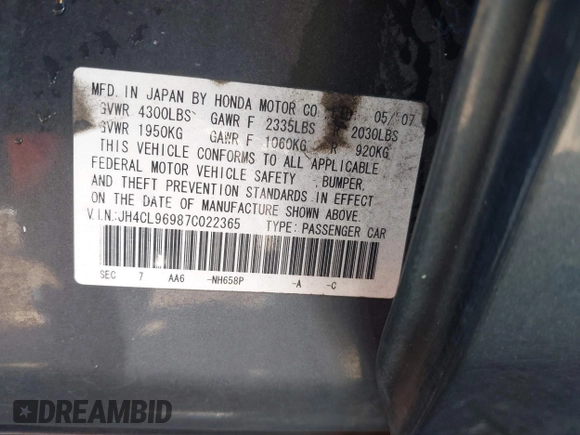 MFD. IN JAPAN BY HONDA MOTOR CO 05/07
GVWR 4300LBS GAWR F 2335LBS 2030LBS
GVWR 1950KG GAWR F 1060KG R 920KG
THIS VEHICLE CONFORMS TO ALL APPLICABLE
FEDERAL MOTOR VEHICLE SAFETY ,BUMPER,
AND THEFT PREVENTION STANDARDS IN EFFECT
ON THE DATE OF MANUFACTURE SHOWN ABOVE.
V.I.N:JH4CL96987C022365 TYPE: PASSENGER CAR
SEC 7 AA6 -NH658P -A -C
DREAMBID